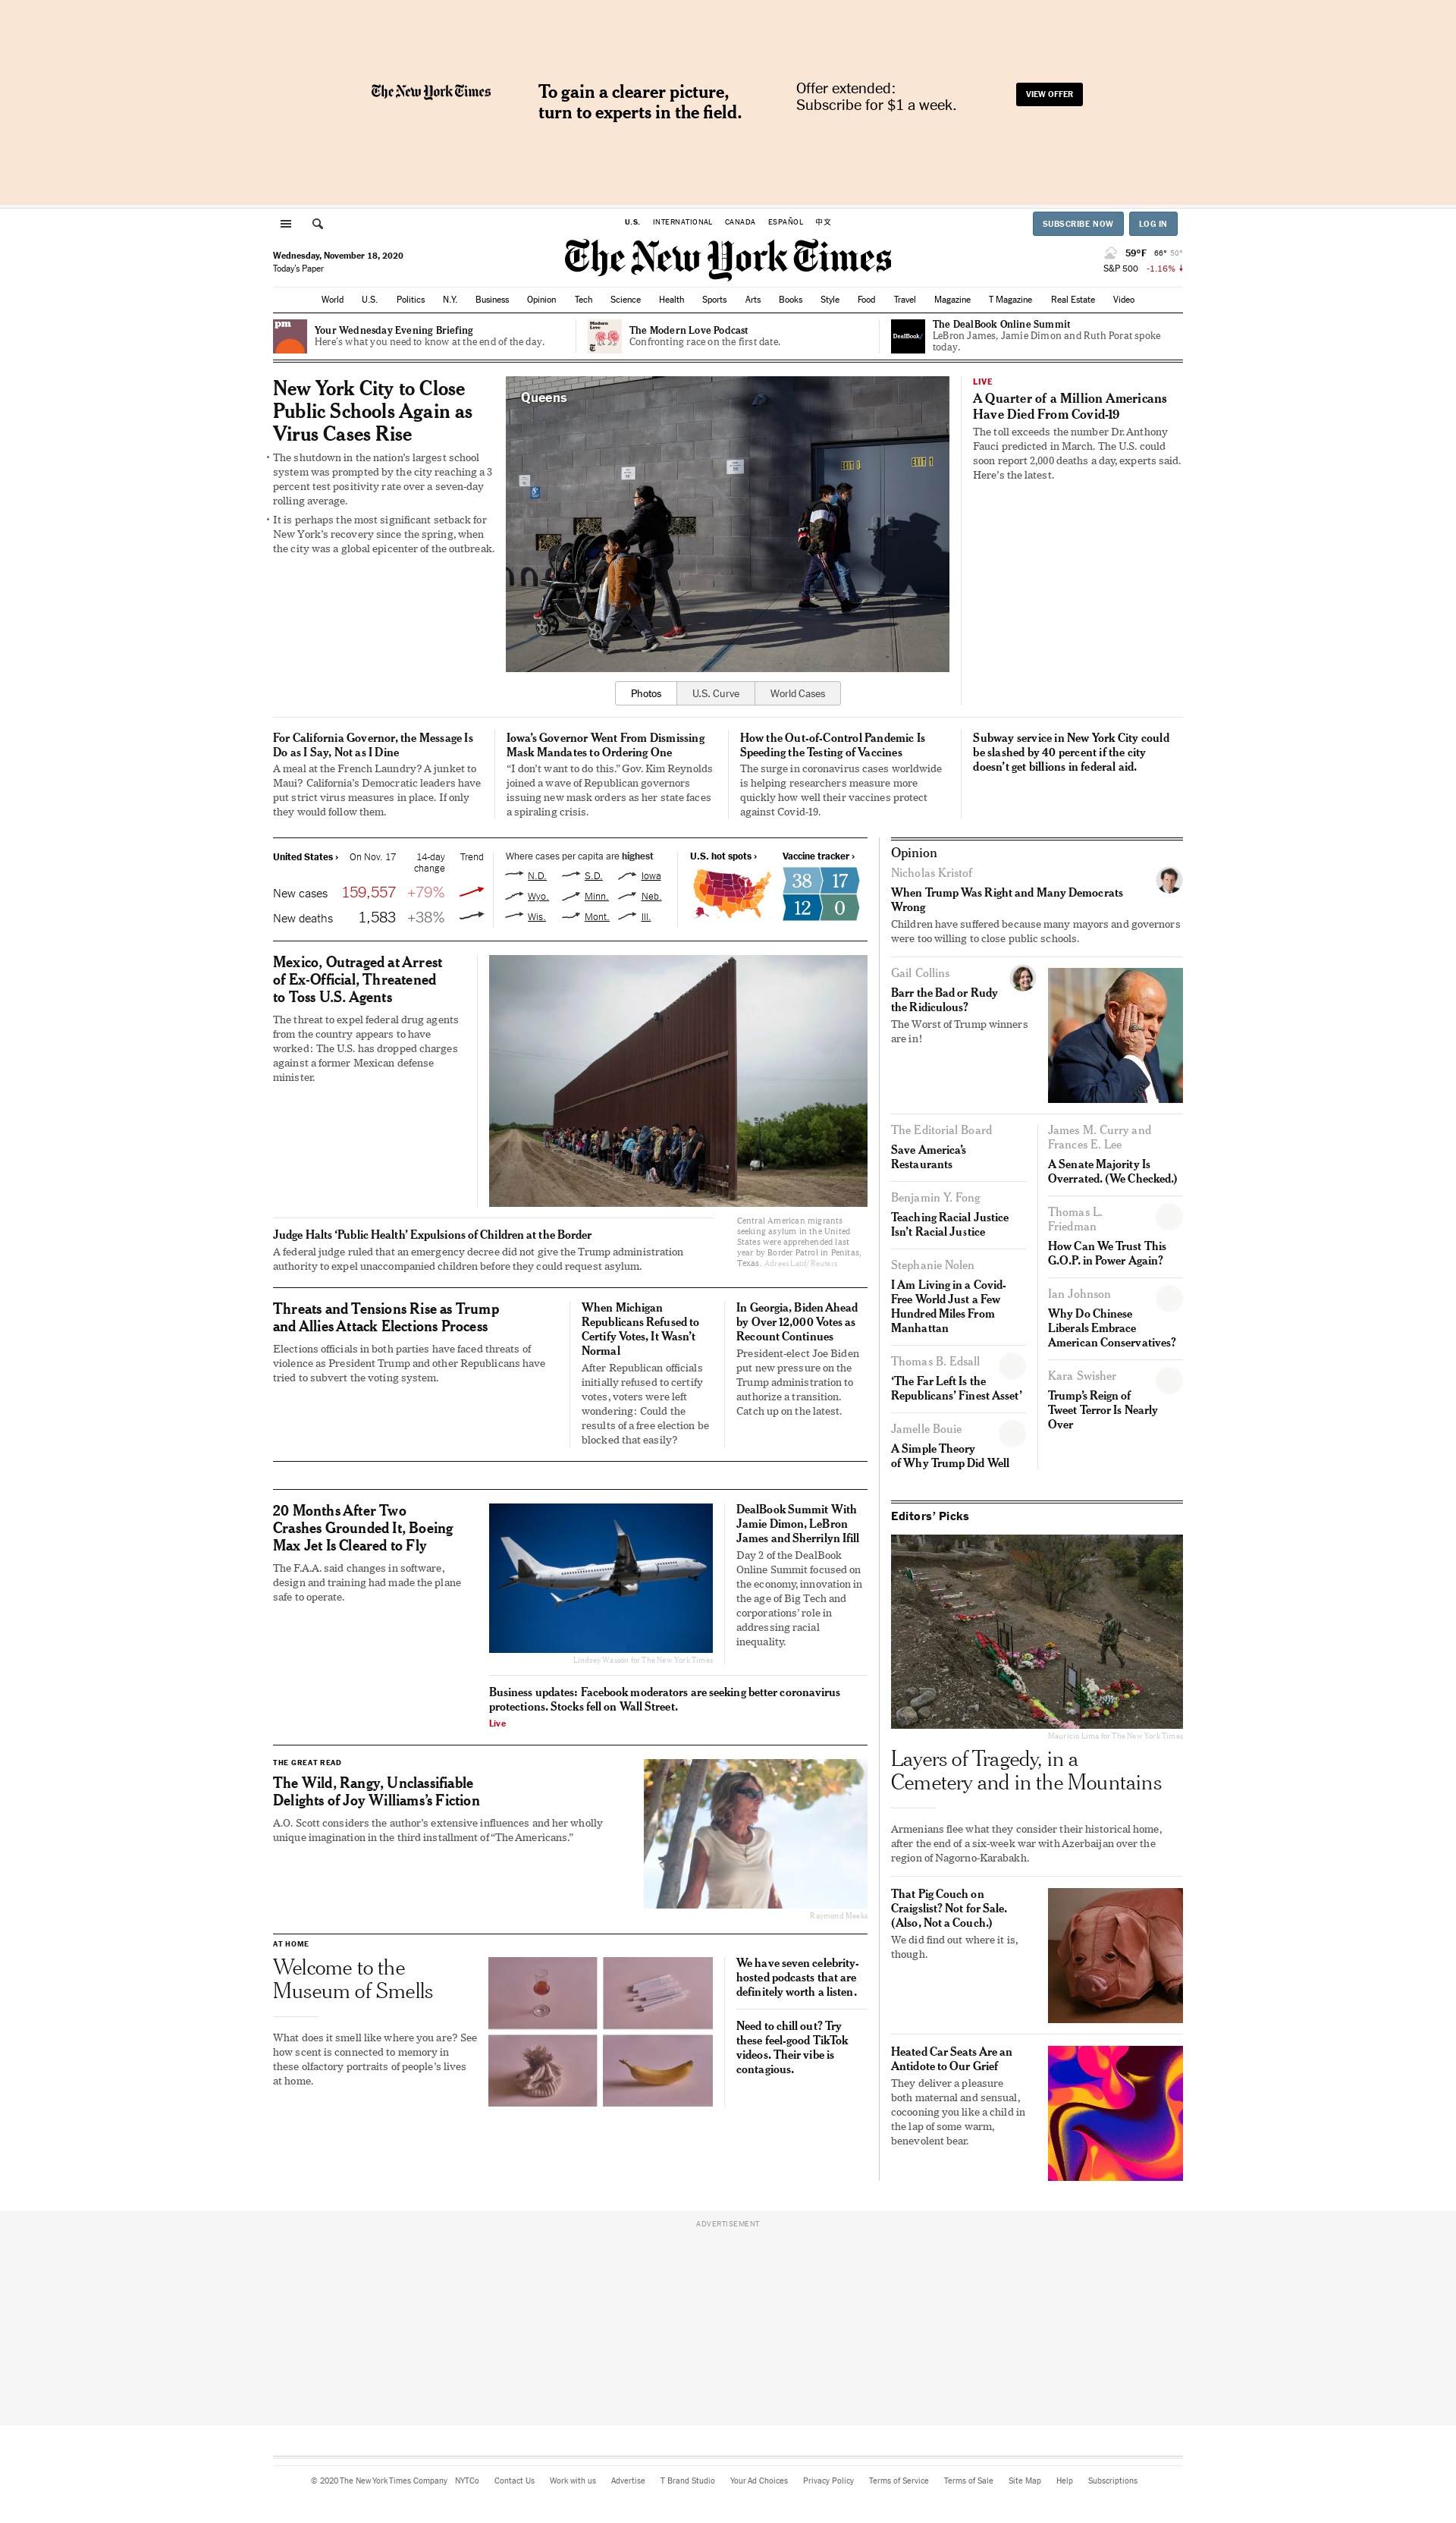 The New York Times
To gain a clearer picture,
turn to experts in the field.
Offer extended:
Subscribe for $1 a week.
VIEW OFFER
U.S. INTERNATIONAL CANADA ESPAÑOL 中文
SUBSCRIBE NOW LOG IN
Wednesday, November 18, 2020
Today's Paper
The New York Times
59°F 66° 50°
S&P 500 -1.16%
World U.S. Politics N.Y. Business Opinion Tech Science Health Sports Arts Books Style Food Travel Magazine T Magazine Real Estate Video
pm
Your Wednesday Evening Briefing
Here's what you need to know at the end of the day.
Modern
Love
The Modern Love Podcast
Confronting race on the first date.
DealBook/
The DealBook Online Summit
LeBron James, Jamie Dimon and Ruth Porat spoke
today.
New York City to Close
Public Schools Again as
Virus Cases Rise
• The shutdown in the nation's largest school
system was prompted by the city reaching a 3
percent test positivity rate over a seven-day
rolling average.
• It is perhaps the most significant setback for
New York's recovery since the spring, when
the city was a global epicenter of the outbreak.
Queens
EXIT 1
EXIT 1
Photos U.S. Curve World Cases
LIVE
A Quarter of a Million Americans
Have Died From Covid-19
The toll exceeds the number Dr. Anthony
Fauci predicted in March. The U.S. could
soon report 2,000 deaths a day, experts said.
Here's the latest.
For California Governor, the Message Is
Do as I Say, Not as I Dine
A meal at the French Laundry? A junket to
Maui? California's Democratic leaders have
put strict virus measures in place. If only
they would follow them.
Iowa's Governor Went From Dismissing
Mask Mandates to Ordering One
“I don't want to do this.” Gov. Kim Reynolds
joined a wave of Republican governors
issuing new mask orders as her state faces
a spiraling crisis.
How the Out-of-Control Pandemic Is
Speeding the Testing of Vaccines
The surge in coronavirus cases worldwide
is helping researchers measure more
quickly how well their vaccines protect
against Covid-19.
Subway service in New York City could
be slashed by 40 percent if the city
doesn't get billions in federal aid.
United States › On Nov. 17 14-day
change Trend
New cases 159,557 +79%
New deaths 1,583 +38%
Where cases per capita are highest
N.D. S.D. Iowa
Wyo. Minn. Neb.
Wis. Mont. Ill.
U.S. hot spots ›
Vaccine tracker ›
38 17
12 0
Mexico, Outraged at Arrest
of Ex-Official, Threatened
to Toss U.S. Agents
The threat to expel federal drug agents
from the country appears to have
worked: The U.S. has dropped charges
against a former Mexican defense
minister.
Judge Halts ‘Public Health’ Expulsions of Children at the Border
A federal judge ruled that an emergency decree did not give the Trump administration
authority to expel unaccompanied children before they could request asylum.
Central American migrants
seeking asylum in the United
States were apprehended last
year by Border Patrol in Penitas,
Texas. Adrees Latif/Reuters
Threats and Tensions Rise as Trump
and Allies Attack Elections Process
Elections officials in both parties have faced threats of
violence as President Trump and other Republicans have
tried to subvert the voting system.
When Michigan
Republicans Refused to
Certify Votes, It Wasn't
Normal
After Republican officials
initially refused to certify
votes, voters were left
wondering: Could the
results of a free election be
blocked that easily?
In Georgia, Biden Ahead
by Over 12,000 Votes as
Recount Continues
President-elect Joe Biden
put new pressure on the
Trump administration to
authorize a transition.
Catch up on the latest.
20 Months After Two
Crashes Grounded It, Boeing
Max Jet Is Cleared to Fly
The F.A.A. said changes in software,
design and training had made the plane
safe to operate.
Lindsey Wasson for The New York Times
DealBook Summit With
Jamie Dimon, LeBron
James and Sherrilyn Ifill
Day 2 of the DealBook
Online Summit focused on
the economy, innovation in
the age of Big Tech and
corporations' role in
addressing racial
inequality.
Business updates: Facebook moderators are seeking better coronavirus
protections. Stocks fell on Wall Street.
Live
THE GREAT READ
The Wild, Rangy, Unclassifiable
Delights of Joy Williams's Fiction
A.O. Scott considers the author's extensive influences and her wholly
unique imagination in the third installment of “The Americans.”
Raymond Meeks
AT HOME
Welcome to the
Museum of Smells
What does it smell like where you are? See
how scent is connected to memory in
these olfactory portraits of people's lives
at home.
We have seven celebrity-
hosted podcasts that are
definitely worth a listen.
Need to chill out? Try
these feel-good TikTok
videos. Their vibe is
contagious.
Opinion
Nicholas Kristof
When Trump Was Right and Many Democrats
Wrong
Children have suffered because many mayors and governors
were too willing to close public schools.
Gail Collins
Barr the Bad or Rudy
the Ridiculous?
The Worst of Trump winners
are in!
The Editorial Board
Save America's
Restaurants
Benjamin Y. Fong
Teaching Racial Justice
Isn't Racial Justice
Stephanie Nolen
I Am Living in a Covid-
Free World Just a Few
Hundred Miles From
Manhattan
Thomas B. Edsall
‘The Far Left Is the
Republicans’ Finest Asset’
Jamelle Bouie
A Simple Theory
of Why Trump Did Well
James M. Curry and
Frances E. Lee
A Senate Majority Is
Overrated. (We Checked.)
Thomas L.
Friedman
How Can We Trust This
G.O.P. in Power Again?
Ian Johnson
Why Do Chinese
Liberals Embrace
American Conservatives?
Kara Swisher
Trump's Reign of
Tweet Terror Is Nearly
Over
Editors' Picks
Mauricio Lima for The New York Times
Layers of Tragedy, in a
Cemetery and in the Mountains
Armenians flee what they consider their historical home,
after the end of a six-week war with Azerbaijan over the
region of Nagorno-Karabakh.
That Pig Couch on
Craigslist? Not for Sale.
(Also, Not a Couch.)
We did find out where it is,
though.
Heated Car Seats Are an
Antidote to Our Grief
They deliver a pleasure
both maternal and sensual,
cocooning you like a child in
the lap of some warm,
benevolent bear.
ADVERTISEMENT
© 2020 The New York Times Company NYTCo Contact Us Work with us Advertise T Brand Studio Your Ad Choices Privacy Policy Terms of Service Terms of Sale Site Map Help Subscriptions